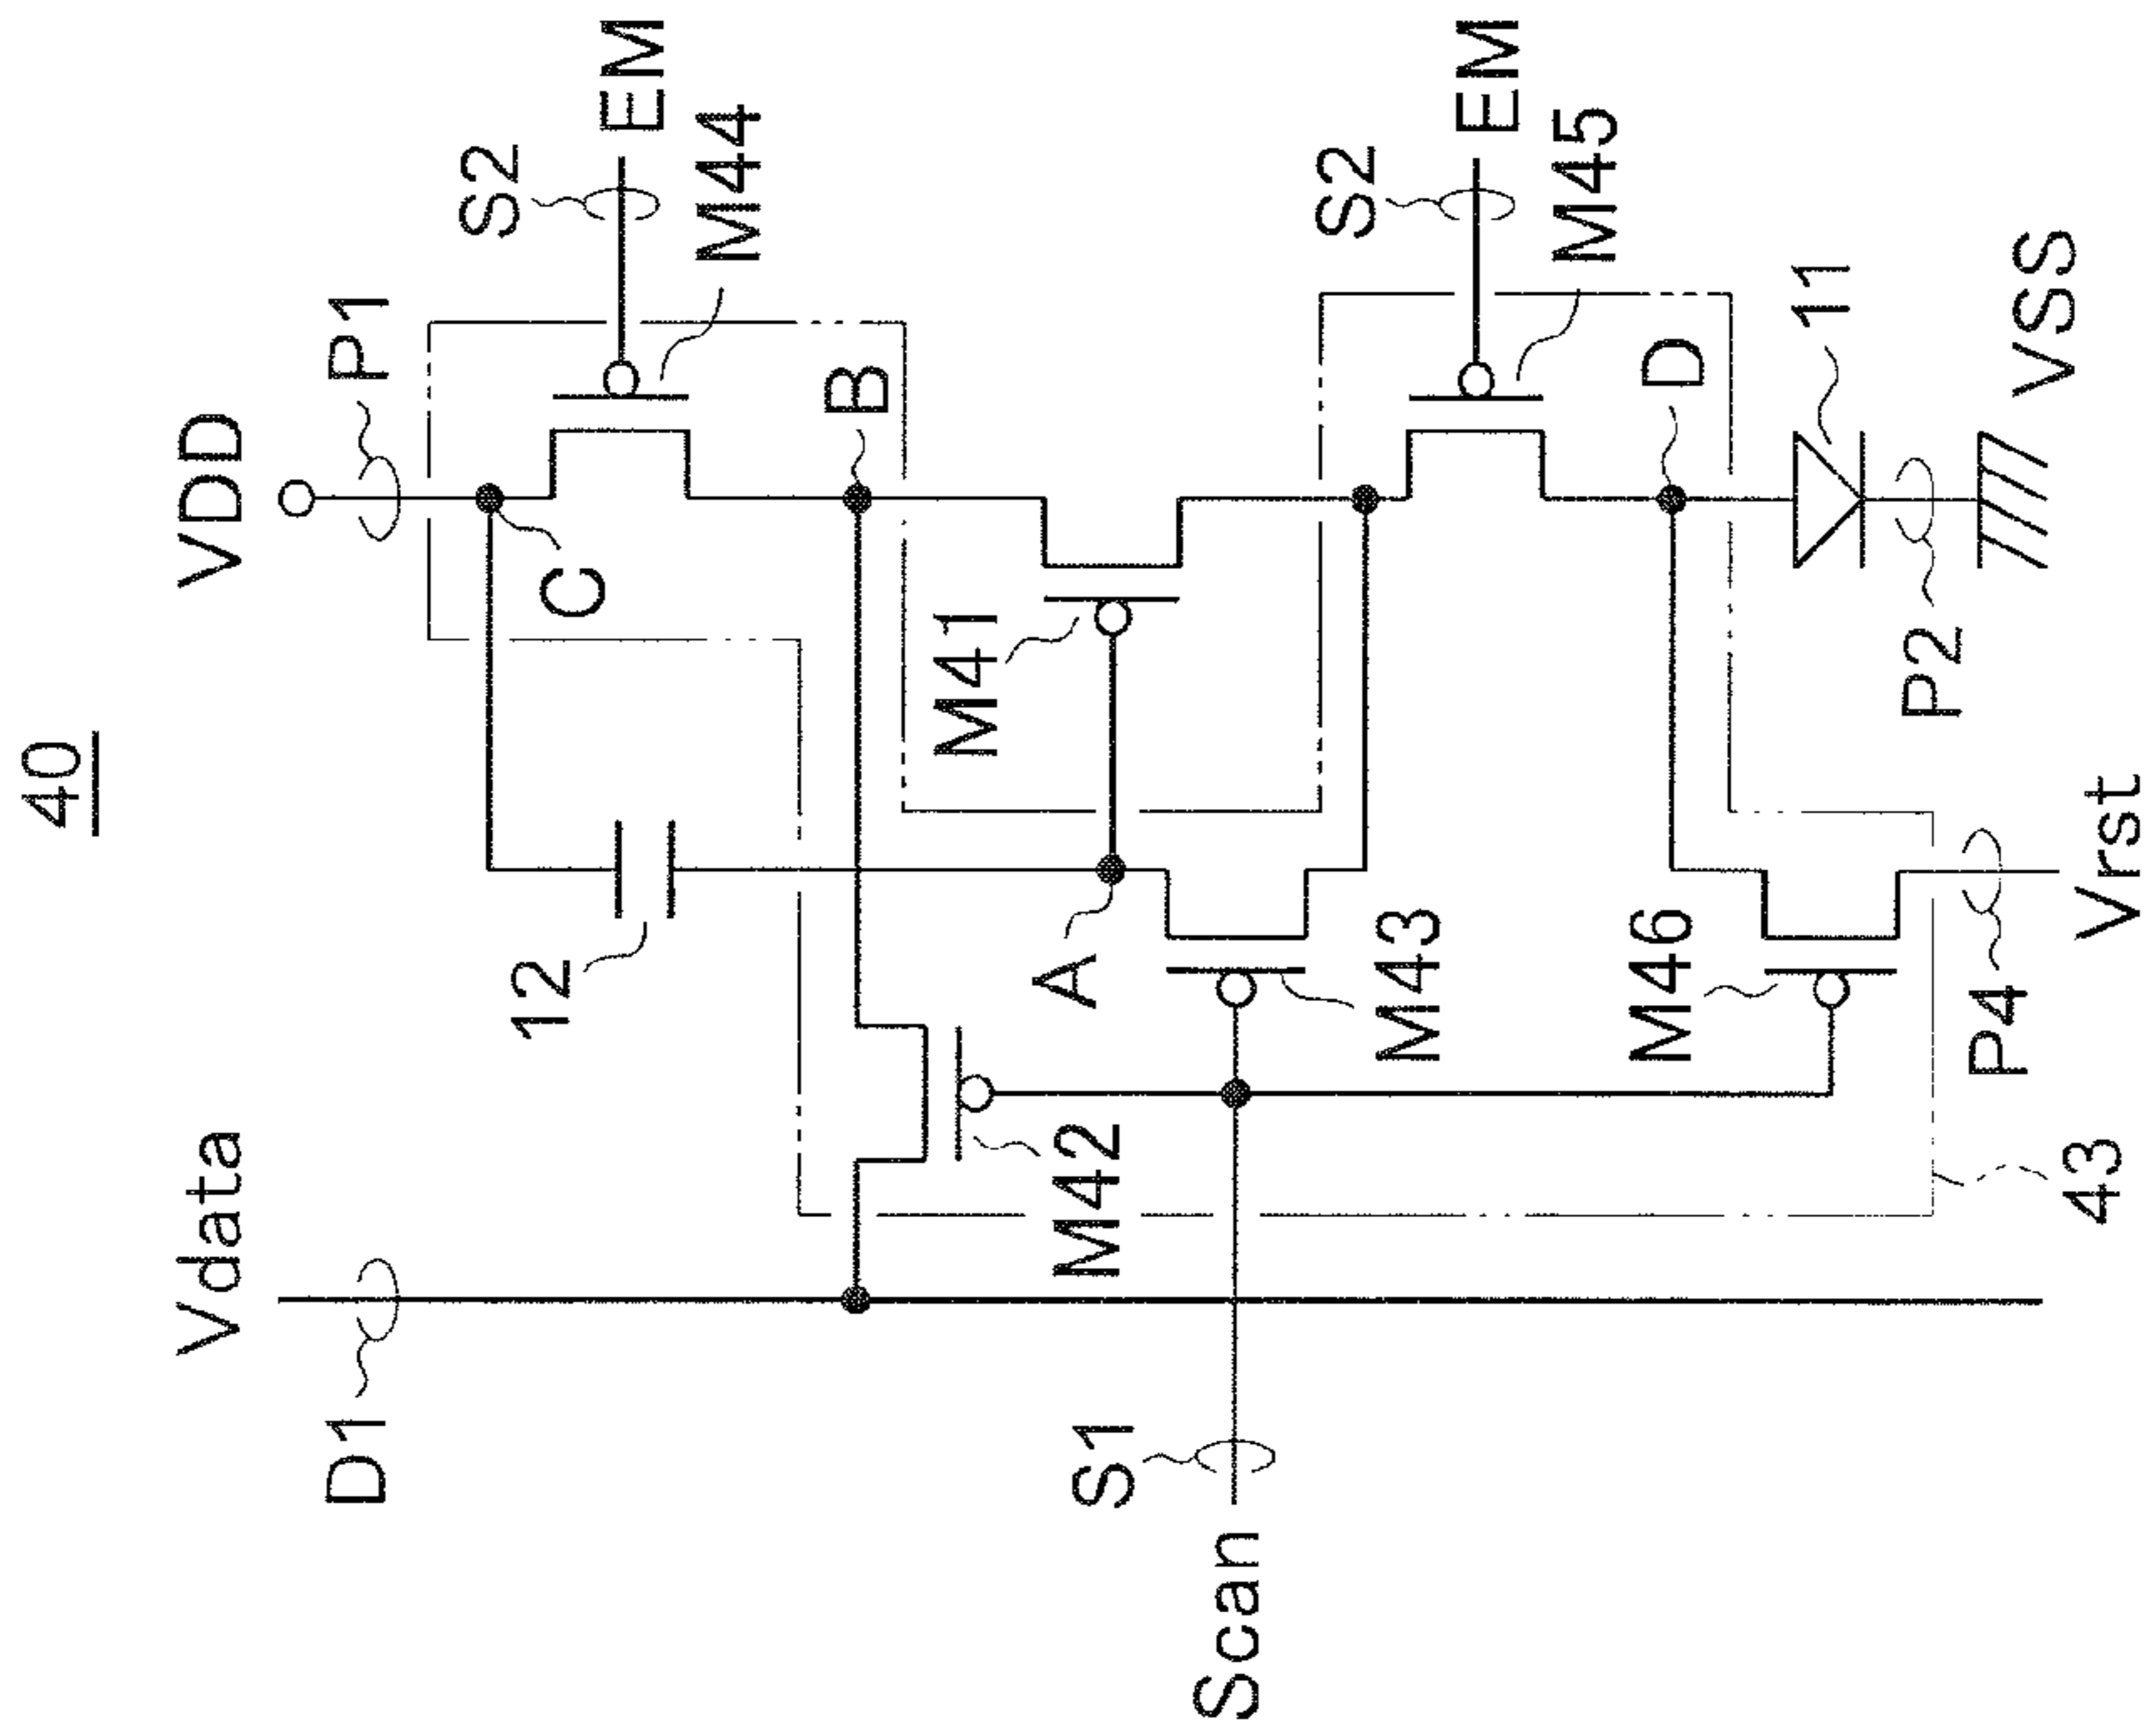 40
VDD
P1
S2
EM
M44
C
B
12
M41
A
M43
M42
Vdata
D1
S1
Scan
S2
EM
M45
D
11
P2
VSS
M46
P4
Vrst
43